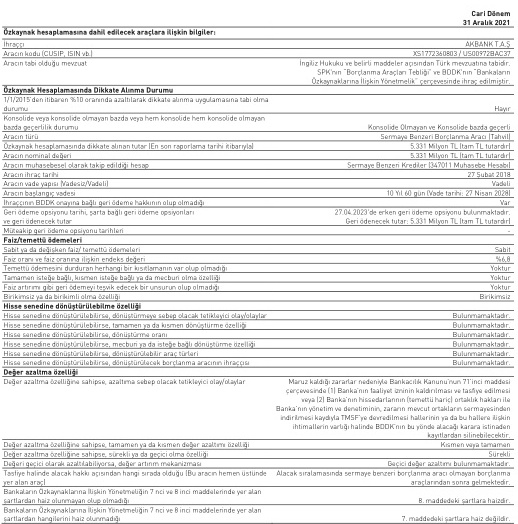 Cari Dönem
31 Aralık 2021
Özkaynak hesaplamasına dahil edilecek araçlara ilişkin bilgiler:
İhraççı AKBANK T.A.Ş
Aracın kodu (CUSIP, ISIN vb.) XS1772360803 / US00972BAC37
Aracın tabi olduğu mevzuat İngiliz Hukuku ve belirli maddeler açısından Türk mevzuatına tabidir.
SPK'nın "Borçlanma Araçları Tebliği" ve BDDK'nın "Bankaların
Özkaynaklarına İlişkin Yönetmelik" çerçevesinde ihraç edilmiştir.
Özkaynak Hesaplamasında Dikkate Alınma Durumu
1/1/2015'den itibaren %10 oranında azaltılarak dikkate alınma uygulamasına tabi olma
durumu Hayır
Konsolide veya konsolide olmayan bazda veya hem konsolide hem konsolide olmayan
bazda geçerlilik durumu Konsolide Olmayan ve Konsolide bazda geçerli
Aracın türü Sermaye Benzeri Borçlanma Aracı (Tahvil)
Özkaynak hesaplamasında dikkate alınan tutar (En son raporlama tarihi itibarıyla) 5.331 Milyon TL (tam TL tutardır)
Aracın nominal değeri 5.331 Milyon TL (Tam TL tutardır)
Aracın muhasebesel olarak takip edildiği hesap Sermaye Benzeri Krediler (347011 Muhasebe Hesabı)
Aracın ihraç tarihi 27 Şubat 2018
Aracın vade yapısı (Vadesiz/Vadeli) Vadeli
Aracın başlangıç vadesi 10 Yıl 60 gün (Vade tarihi: 27 Nisan 2028)
İhraççının BDDK onayına bağlı geri ödeme hakkının olup olmadığı Var
Geri ödeme opsiyonu tarihi, şarta bağlı geri ödeme opsiyonları 27.04.2023'de erken geri ödeme opsiyonu bulunmaktadır.
ve geri ödenecek tutar Geri ödenecek tutar: 5.331 Milyon TL (Tam TL tutardır)
Müteakip geri ödeme opsiyonu tarihleri -
Faiz/temettü ödemeleri
Sabit ya da değişken faiz/ temettü ödemeleri Sabit
Faiz oranı ve faiz oranına ilişkin endeks değeri %6,8
Temettü ödemesini durduran herhangi bir kısıtlamanın var olup olmadığı Yoktur
Tamamen isteğe bağlı, kısmen isteğe bağlı ya da mecburi olma özelliği Yoktur
Faiz artırımı gibi geri ödemeyi teşvik edecek bir unsurun olup olmadığı Yoktur
Birikimsiz ya da birikimli olma özelliği Birikimsiz
Hisse senedine dönüştürülebilme özelliği
Hisse senedine dönüştürülebilirse, dönüştürmeye sebep olacak tetikleyici olay/olaylar Bulunmamaktadır.
Hisse senedine dönüştürülebilirse, tamamen ya da kısmen dönüştürme özelliği Bulunmamaktadır.
Hisse senedine dönüştürülebilirse, dönüştürme oranı Bulunmamaktadır.
Hisse senedine dönüştürülebilirse, mecburi ya da isteğe bağlı dönüştürme özelliği Bulunmamaktadır.
Hisse senedine dönüştürülebilirse, dönüştürülebilir araç türleri Bulunmamaktadır.
Hisse senedine dönüştürülebilirse, dönüştürülecek borçlanma aracının ihraççısı Bulunmamaktadır.
Değer azaltma özelliği
Değer azaltma özelliğine sahipse, azaltıma sebep olacak tetikleyici olay/olaylar Maruz kaldığı zararlar nedeniyle Bankacılık Kanunu'nun 71'inci maddesi
çerçevesinde (1) Banka'nın faaliyet izninin kaldırılması ve tasfiye edilmesi
veya (2) Banka'nın hissedarlarının (temettü hariç) ortaklık hakları ile
Banka'nın yönetim ve denetiminin, zararın mevcut ortakların sermayesinden
indirilmesi kaydıyla TMSF'ye devredilmesi hallerinin ya da bu hallere ilişkin
ihtimallerin varlığı halinde BDDK'nın bu yönde alacağı karara istinaden
kayıtlardan silinebilecektir.
Değer azaltma özelliğine sahipse, tamamen ya da kısmen değer azaltımı özelliği Kısmen veya tamamen
Değer azaltma özelliğine sahipse, sürekli ya da geçici olma özelliği Sürekli
Değeri geçici olarak azaltılabiliyorsa, değer artırım mekanizması Geçici değer azaltımı bulunmamaktadır.
Tasfiye halinde alacak hakkı açısından hangi sırada olduğu (Bu aracın hemen üstünde Alacak sıralamasında sermaye benzeri borçlanma aracı olmayan borçlanma
yer alan araç) araçlarından sonra gelmektedir.
Bankaların Özkaynaklarına İlişkin Yönetmeliğin 7 nci ve 8 inci maddelerinde yer alan
şartlardan haiz olunmayan olup olmadığı 8. maddedeki şartlara haizdir.
Bankaların Özkaynaklarına İlişkin Yönetmeliğin 7 nci ve 8 inci maddelerinde yer alan
şartlardan hangilerini haiz olunmadığı 7. maddedeki şartlara haiz değildir.